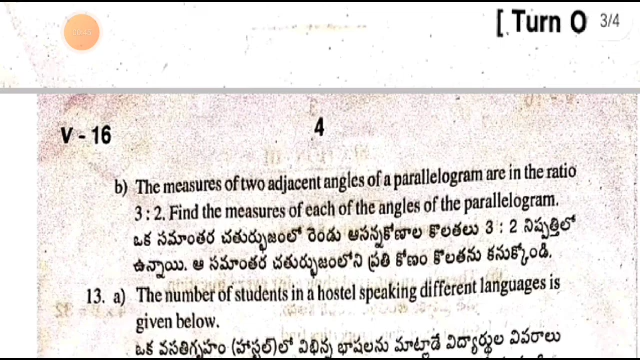 [ Turn O 3/4
V - 16
4
b) The measures of two adjacent angles of a parallelogram are in the ratio
3 : 2. Find the measures of each of the angles of the parallelogram.
ఒక సమాంతర చతుర్భుజంలో రెండు ఆసన్నకోణాల కొలతలు 3 : 2 నిష్పత్తిలో
ఉన్నాయి. ఆ సమాంతర చతుర్భుజంలోని ప్రతి కోణం కొలతను కనుక్కోండి.
13. a) The number of students in a hostel speaking different languages is
given below.
ఒక వసతిగృహం (హాస్టల్)లో విభిన్న భాషలను మాట్లాడే విద్యార్థుల వివరాలు